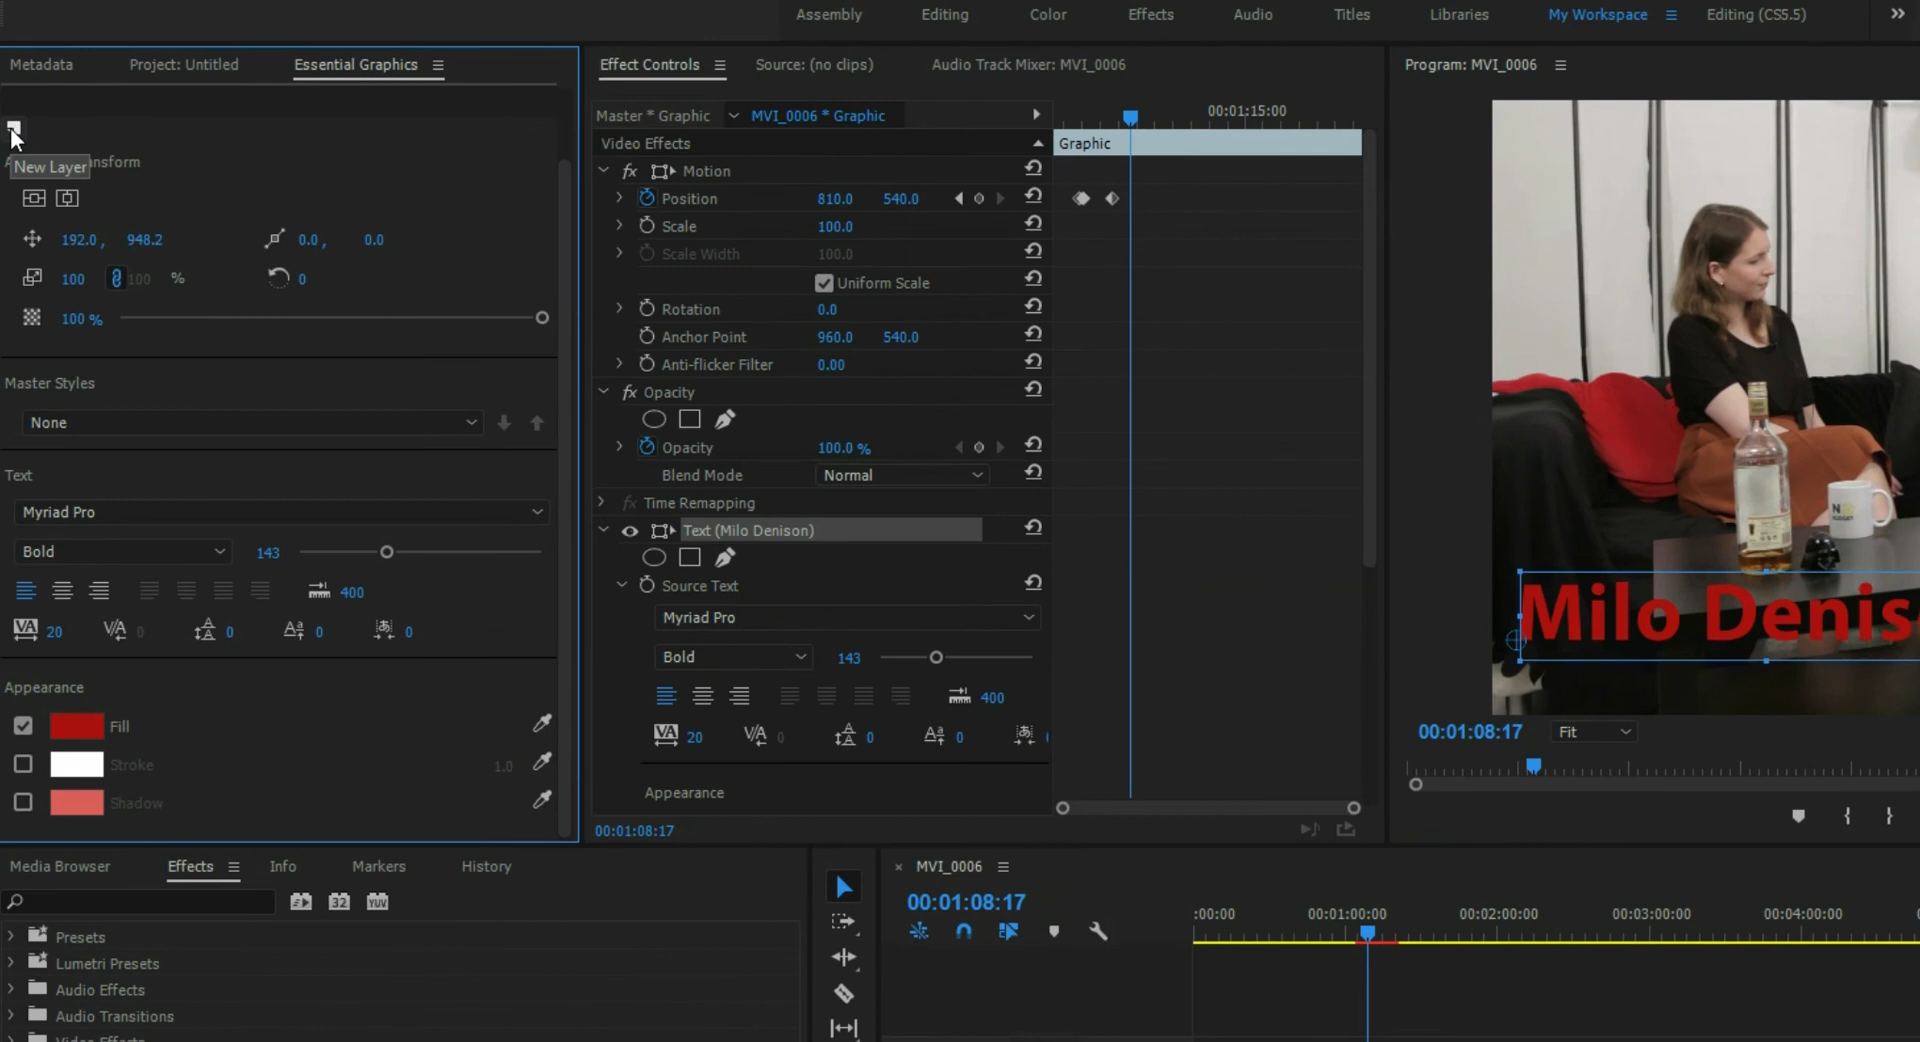 Assembly
Editing
Color
Effects
Audio
Titles
Libraries
My Workspace
Editing (CS5.5)
Metadata
Project: Untitled
Essential Graphics
New Layer
nsform
192.0 ,
948.2
0.0 ,
0.0
100
100
%
0
100 %
Master Styles
None
Text
Myriad Pro
Bold
143
400
20
0
0
0
0
Appearance
Fill
Stroke
1.0
Shadow
Effect Controls
Source: (no clips)
Audio Track Mixer: MVI_0006
Master * Graphic
MVI_0006 * Graphic
00:01:15:00
Video Effects
Graphic
fx Motion
Position 810.0 540.0
Scale 100.0
Scale Width 100.0
Uniform Scale
Rotation 0.0
Anchor Point 960.0 540.0
Anti-flicker Filter 0.00
fx Opacity
Opacity 100.0 %
Blend Mode Normal
fx Time Remapping
Text (Milo Denison)
Source Text
Myriad Pro
Bold
143
400
20
0
0
0
Appearance
00:01:08:17
Program: MVI_0006
Milo Denis
00:01:08:17
Fit
Media Browser
Effects
Info
Markers
History
32
YUV
Presets
Lumetri Presets
Audio Effects
Audio Transitions
× MVI_0006
00:01:08:17
:00:00
00:01:00:00
00:02:00:00
00:03:00:00
00:04:00:00